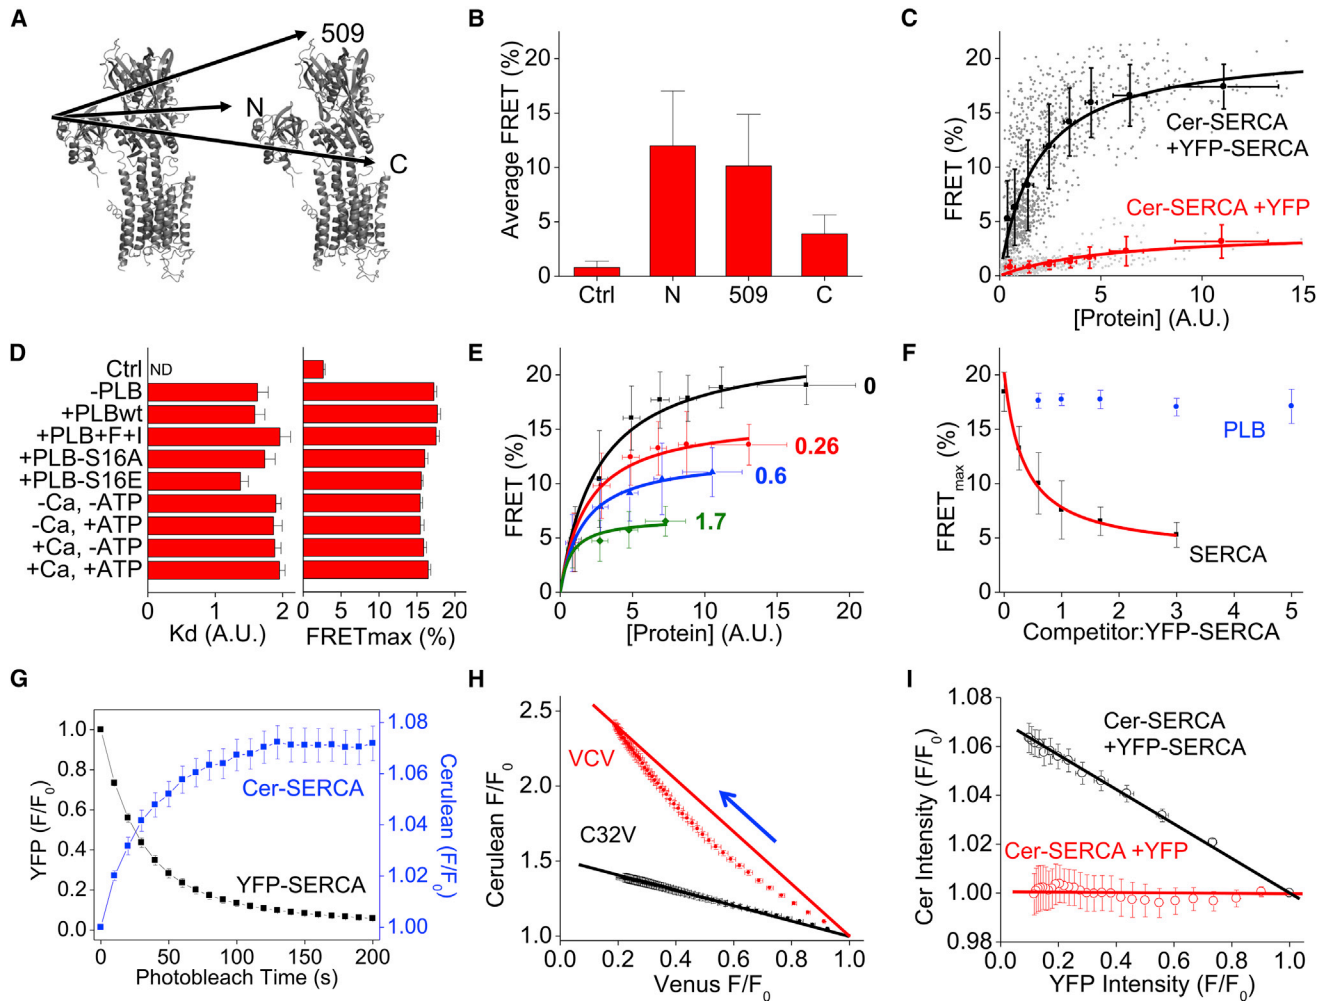 A
509
N
C
B
Average FRET (%)
20
15
10
5
0
Ctrl
N
509
C
C
FRET (%)
20
15
10
5
0
Cer-SERCA
+YFP-SERCA
Cer-SERCA +YFP
0
5
10
15
[Protein] (A.U.)
D
Ctrl
ND
-PLB
+PLBwt
+PLB+F+I
+PLB-S16A
+PLB-S16E
-Ca, -ATP
-Ca, +ATP
+Ca, -ATP
+Ca, +ATP
0
1
2
0
5
10
15
20
Kd (A.U.)
FRETmax (%)
E
FRET (%)
20
15
10
5
0
0
0.26
0.6
1.7
0
5
10
15
20
[Protein] (A.U.)
F
FRETmax (%)
20
15
10
5
0
PLB
SERCA
0
1
2
3
4
5
Competitor:YFP-SERCA
G
YFP (F/F0)
1.0
0.8
0.6
0.4
0.2
0.0
Cer-SERCA
YFP-SERCA
1.08
1.06
1.04
1.02
1.00
Cerulean (F/F0)
0
50
100
150
200
Photobleach Time (s)
H
Cerulean F/F0
2.5
2.0
1.5
1.0
VCV
C32V
0.0
0.2
0.4
0.6
0.8
1.0
Venus F/F0
I
Cer Intensity (F/F0)
1.08
1.06
1.04
1.02
1.00
0.98
Cer-SERCA
+YFP-SERCA
Cer-SERCA +YFP
0.0
0.2
0.4
0.6
0.8
1.0
YFP Intensity (F/F0)